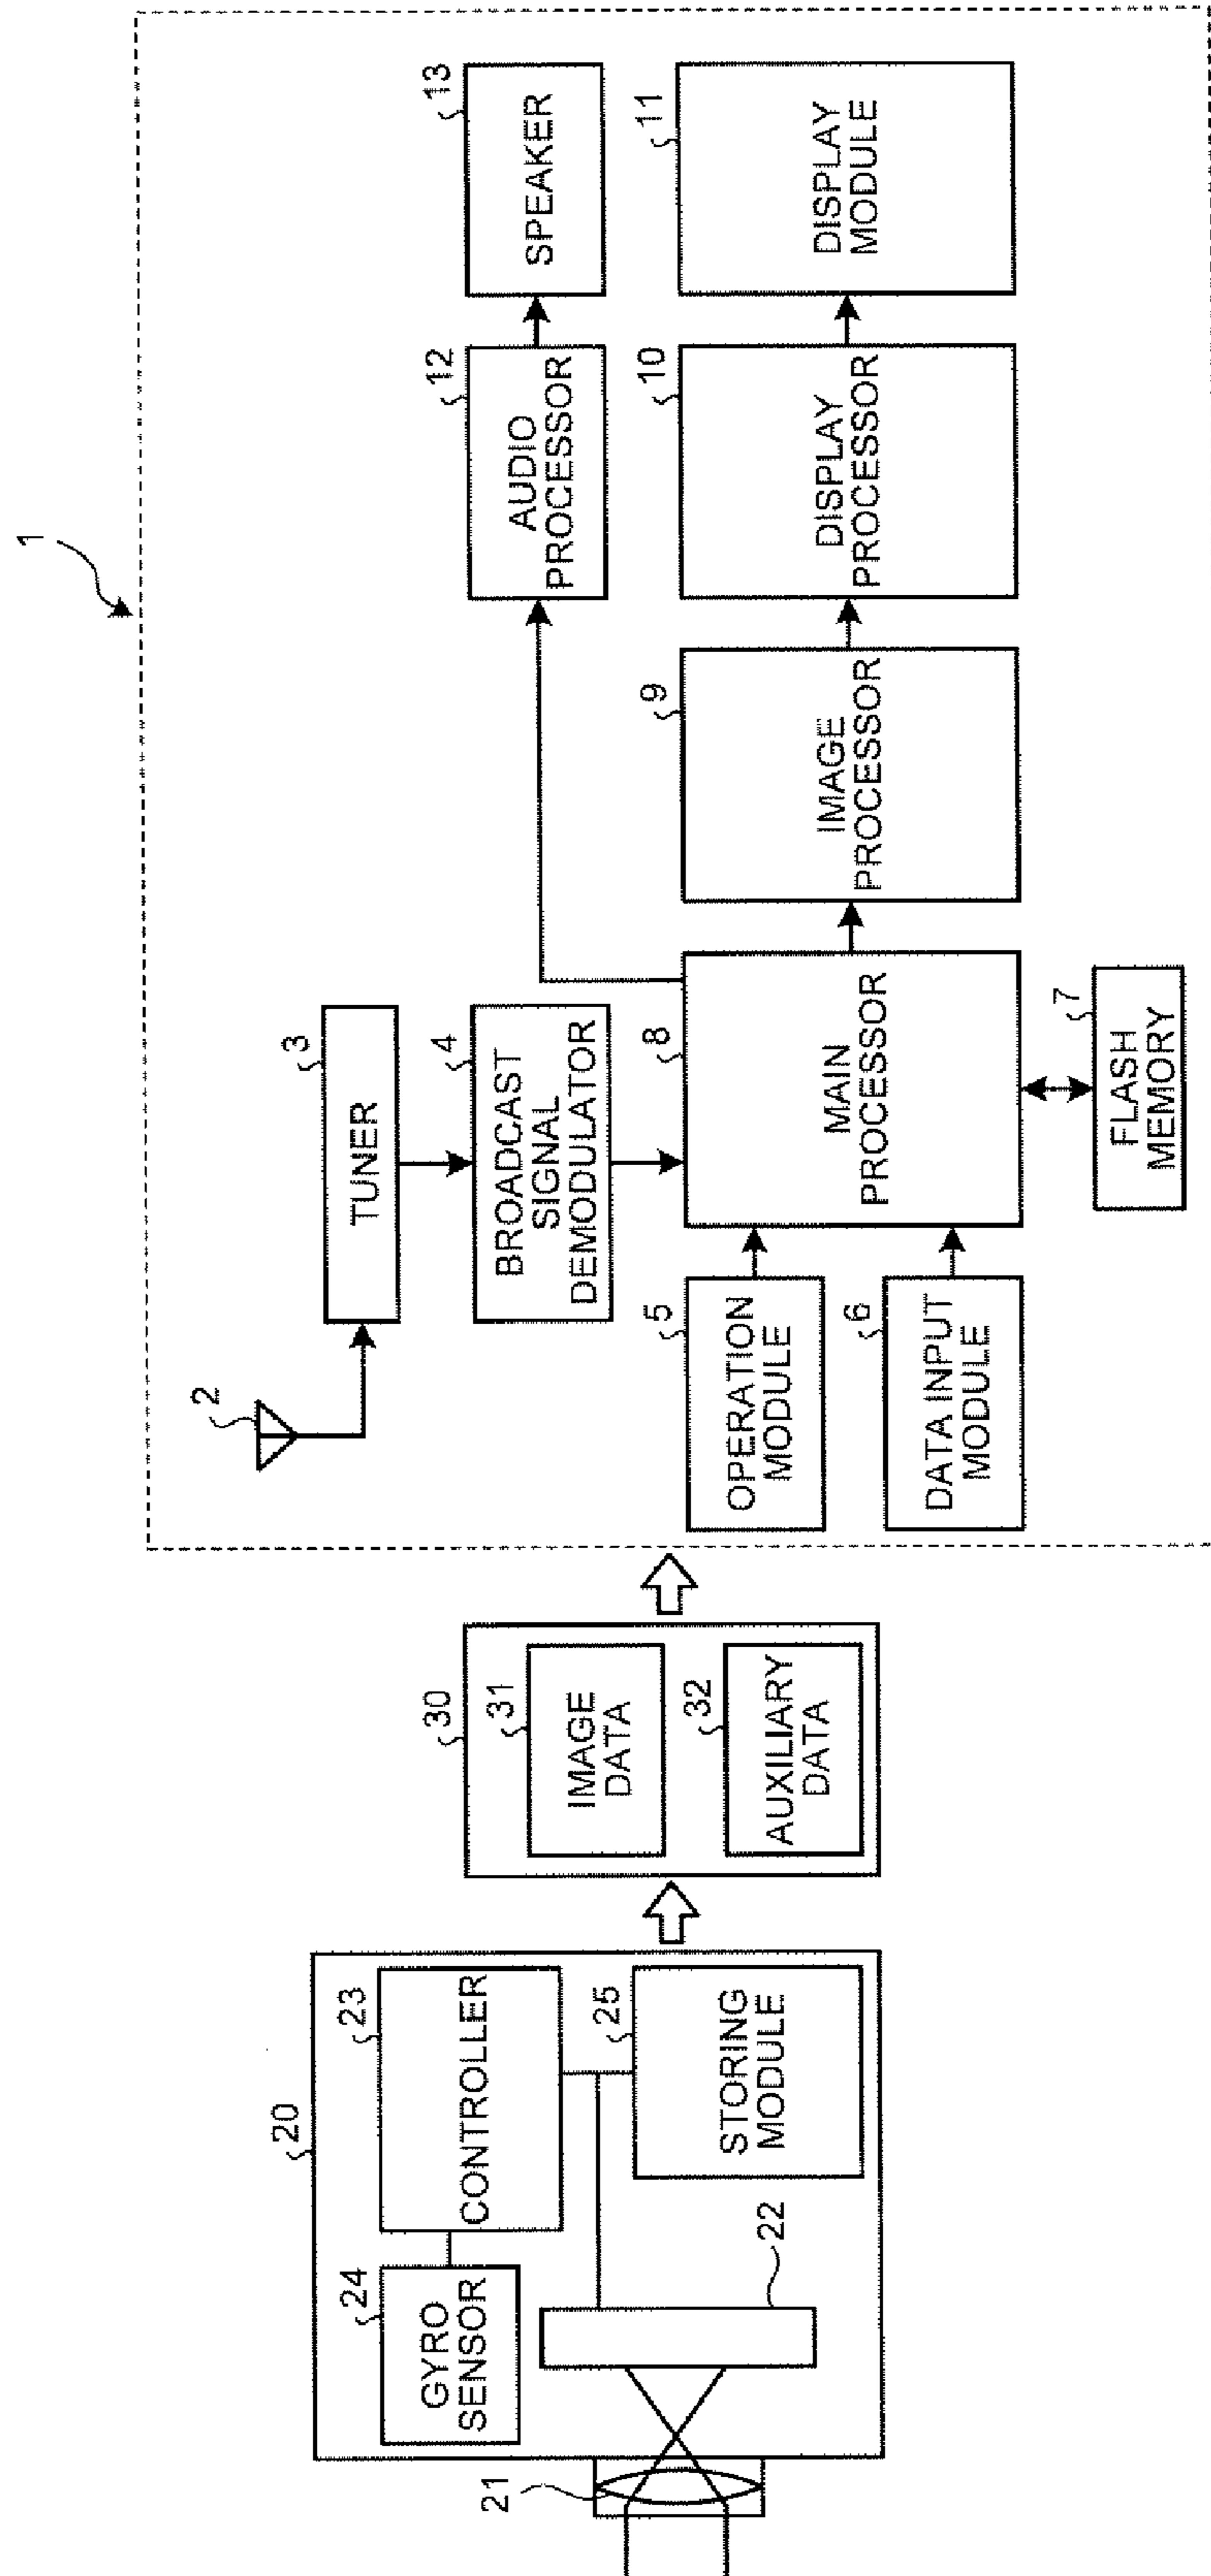 1
2
3
TUNER
4
BROADCAST
SIGNAL
DEMODULATOR
5
OPERATION
MODULE
6
DATA INPUT
MODULE
7
FLASH
MEMORY
8
MAIN
PROCESSOR
9
IMAGE
PROCESSOR
10
DISPLAY
PROCESSOR
11
DISPLAY
MODULE
12
AUDIO
PROCESSOR
13
SPEAKER
20
21
22
23
CONTROLLER
24
GYRO
SENSOR
25
STORING
MODULE
30
31
IMAGE
DATA
32
AUXILIARY
DATA